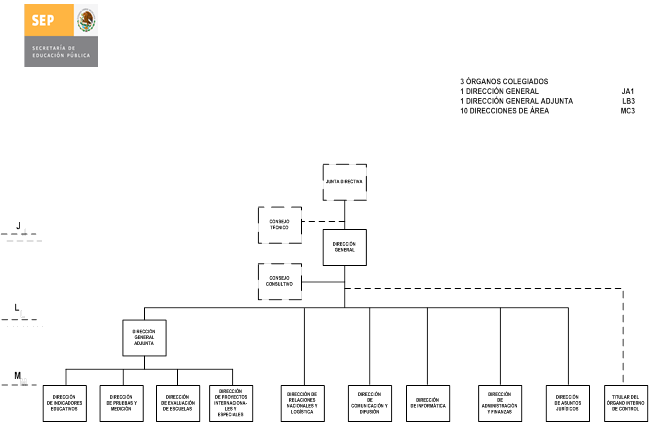 SEP
SECRETARÍA DE
EDUCACIÓN PÚBLICA
3 ÓRGANOS COLEGIADOS
1 DIRECCIÓN GENERAL JA1
1 DIRECCIÓN GENERAL ADJUNTA LB3
10 DIRECCIONES DE ÁREA MC3
JUNTA DIRECTIVA
CONSEJO
TÉCNICO
J
DIRECCIÓN
GENERAL
CONSEJO
CONSULTIVO
L
DIRECCIÓN
GENERAL
ADJUNTA
M
DIRECCIÓN
DE INDICADORES
EDUCATIVOS
DIRECCIÓN
DE PRUEBAS Y
MEDICIÓN
DIRECCIÓN
DE EVALUACIÓN
DE ESCUELAS
DIRECCIÓN
DE PROYECTOS
INTERNACIONA-
LES Y
ESPECIALES
DIRECCIÓN DE
RELACIONES
NACIONALES Y
LOGÍSTICA
DIRECCIÓN
DE
COMUNICACIÓN Y
DIFUSIÓN
DIRECCIÓN
DE INFORMÁTICA
DIRECCIÓN
DE
ADMINISTRACIÓN
Y FINANZAS
DIRECCIÓN
DE ASUNTOS
JURÍDICOS
TITULAR DEL
ÓRGANO INTERNO
DE CONTROL